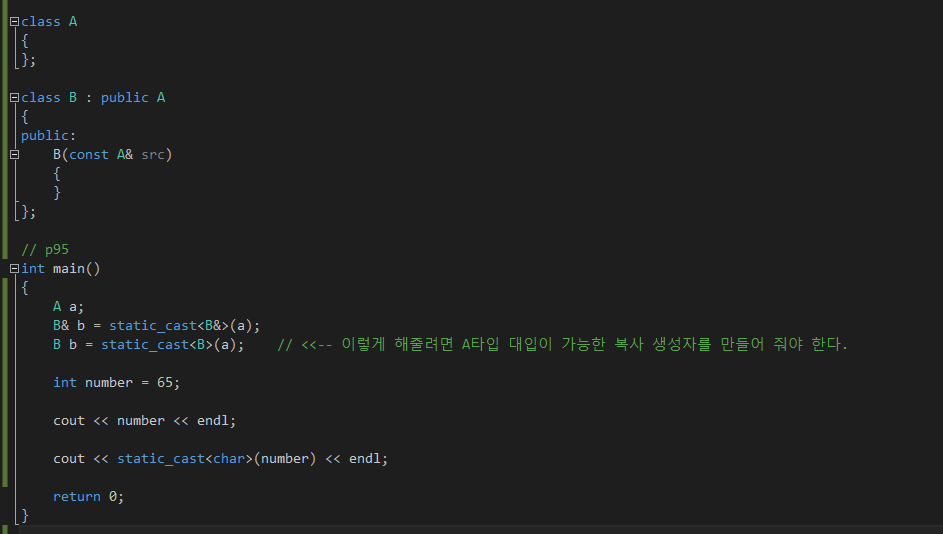 class A
{
};
class B : public A
{
public:
    B(const A& src)
    {
    }
};
// p95
int main()
{
    A a;
    B& b = static_cast<B&>(a);
    B b = static_cast<B>(a);    // <<-- 이렇게 해줄려면 A타입 대입이 가능한 복사 생성자를 만들어 줘야 한다.
    int number = 65;
    cout << number << endl;
    cout << static_cast<char>(number) << endl;
    return 0;
}